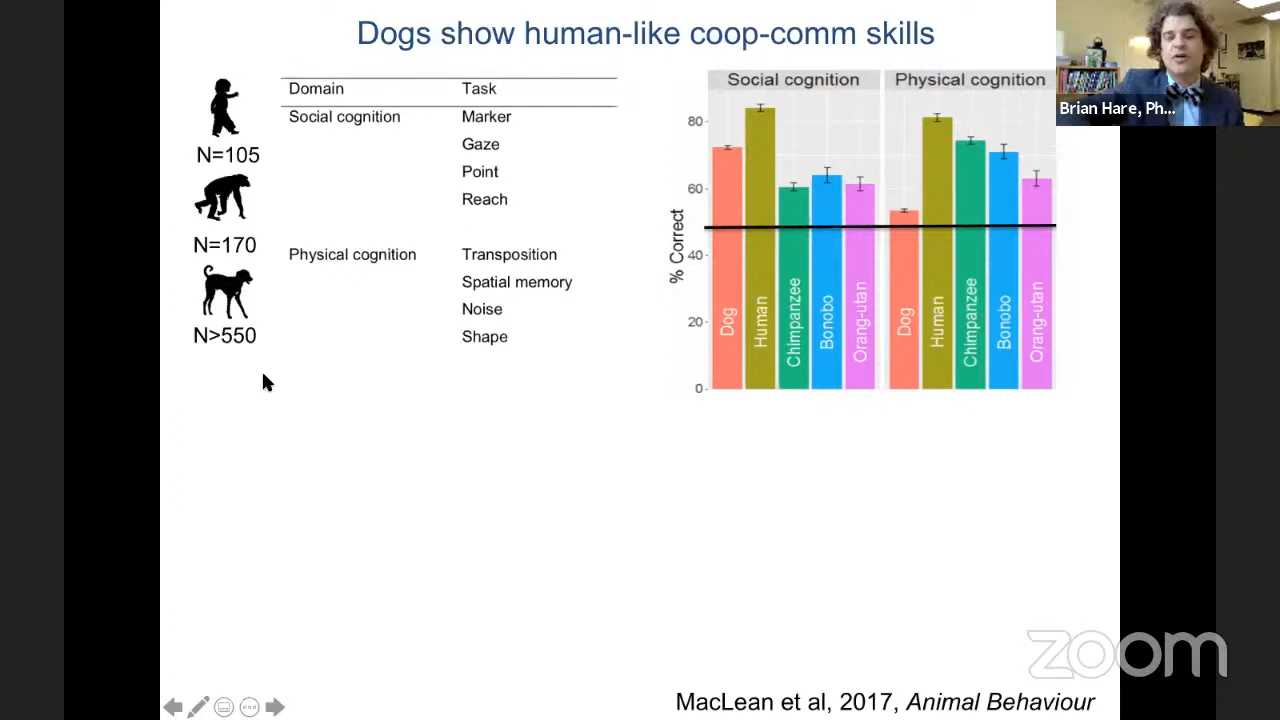 Dogs show human-like coop-comm skills
Brian Hare, Ph...
N=105
N=170
N>550
Domain Task
Social cognition Marker
Gaze
Point
Reach
Physical cognition Transposition
Spatial memory
Noise
Shape
Social cognition Physical cognition
% Correct
80
60
40
20
0
Dog
Human
Chimpanzee
Bonobo
Orang-utan
Dog
Human
Chimpanzee
Bonobo
Orang-utan
zoom
MacLean et al, 2017, Animal Behaviour